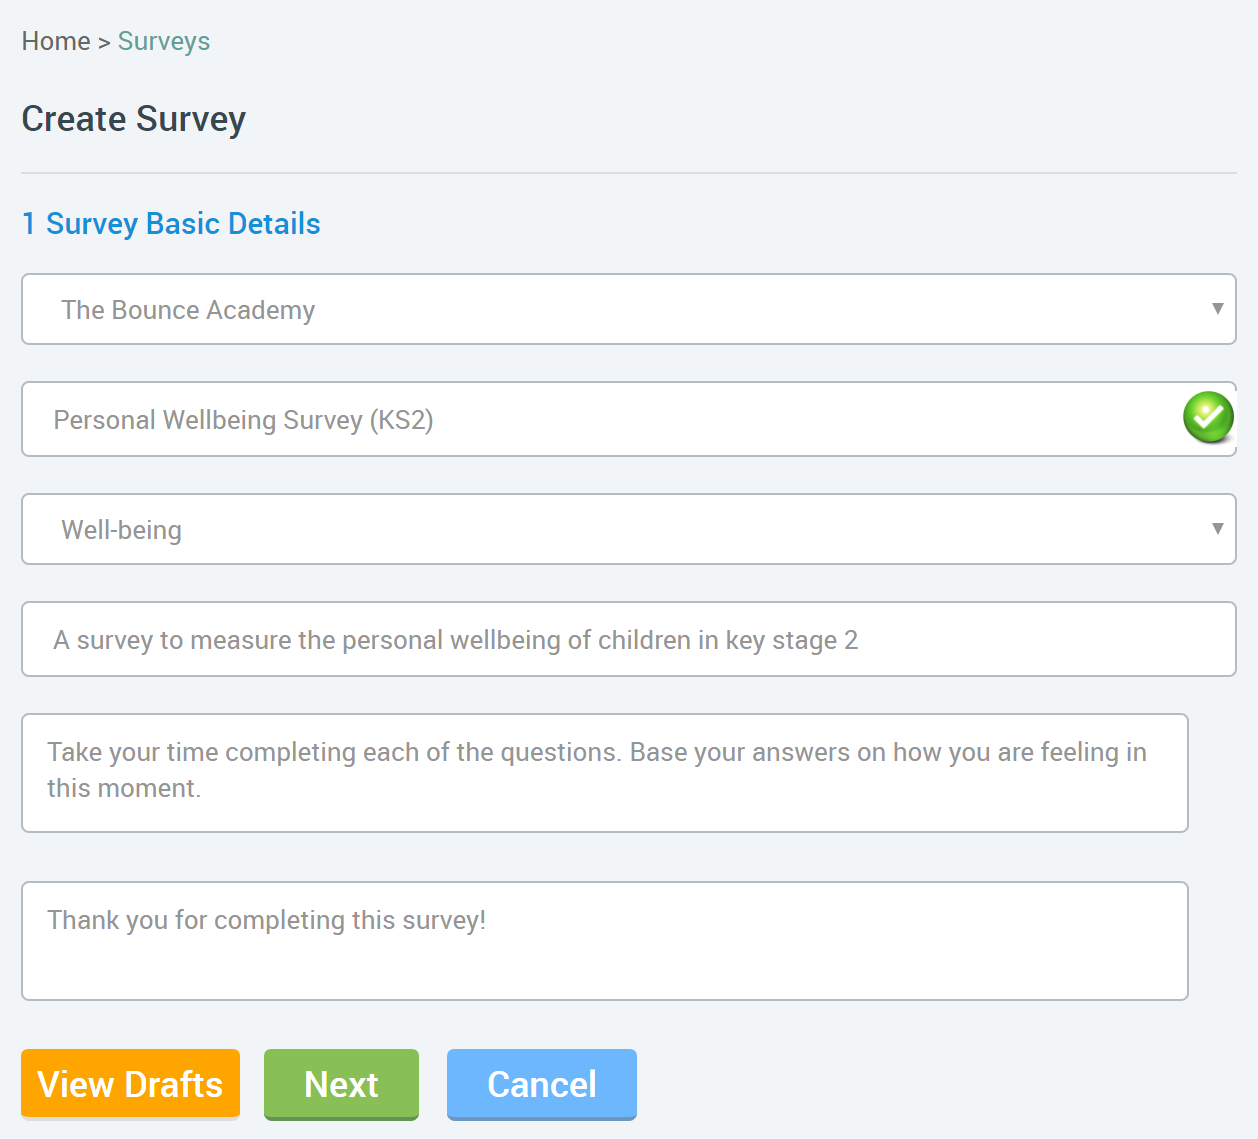 Home > Surveys
Create Survey
1 Survey Basic Details
The Bounce Academy
Personal Wellbeing Survey (KS2)
Well-being
A survey to measure the personal wellbeing of children in key stage 2
Take your time completing each of the questions. Base your answers on how you are feeling in
this moment.
Thank you for completing this survey!
View Drafts Next Cancel